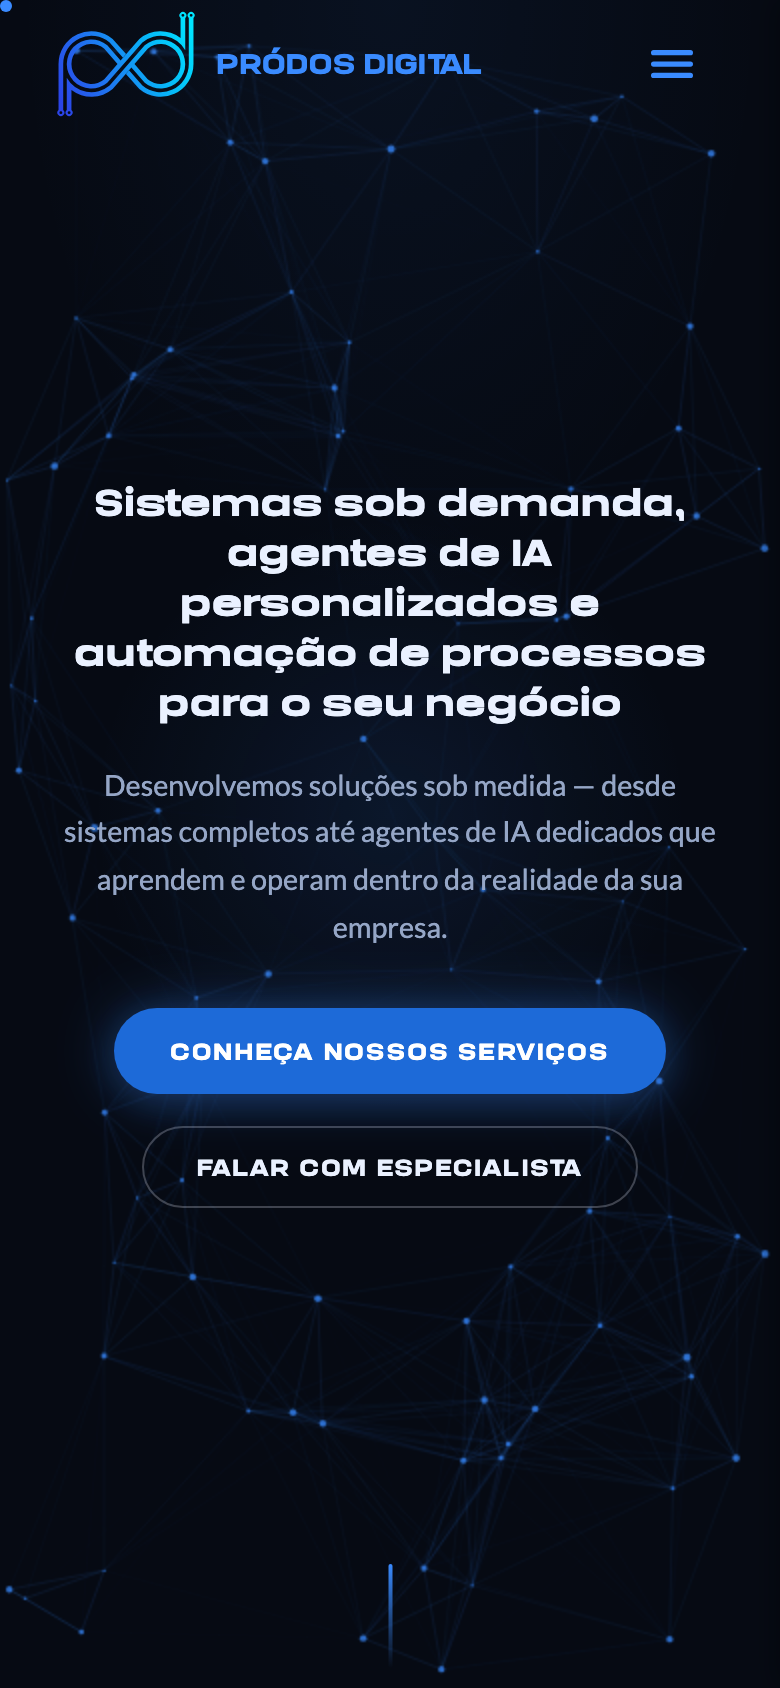 PRÓDOS DIGITAL
Sistemas sob demanda,
agentes de IA
personalizados e
automação de processos
para o seu negócio
Desenvolvemos soluções sob medida — desde
sistemas completos até agentes de IA dedicados que
aprendem e operam dentro da realidade da sua
empresa.
CONHEÇA NOSSOS SERVIÇOS
FALAR COM ESPECIALISTA